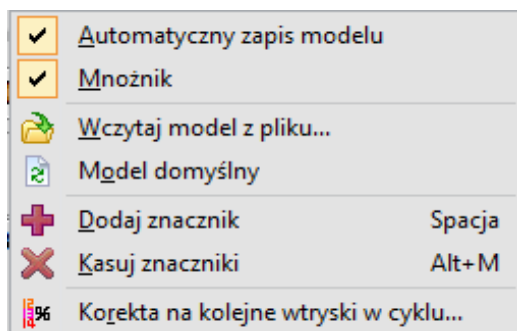 Automatyczny zapis modelu
Mnożnik
Wczytaj model z pliku...
Model domyślny
Dodaj znacznik Spacja
Kasuj znaczniki Alt+M
Korekta na kolejne wtryski w cyklu...